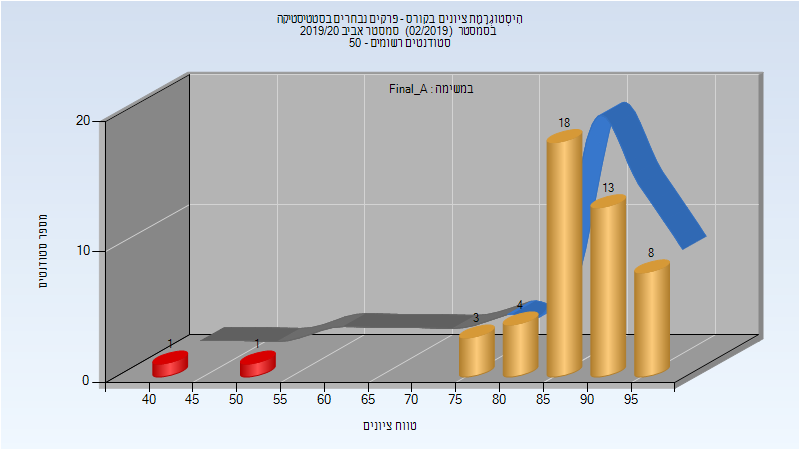 היסטוגרמת ציונים בקורס - פרקים נבחרים בסטטיסטיקה
בסמסטר (02/2019) סמסטר אביב 2019/20
סטודנטים רשומים - 50
במשימה : Final_A
מספר סטודנטים
20
10
0
1
1
3
4
18
13
8
40 45 50 55 60 65 70 75 80 85 90 95
טווח ציונים